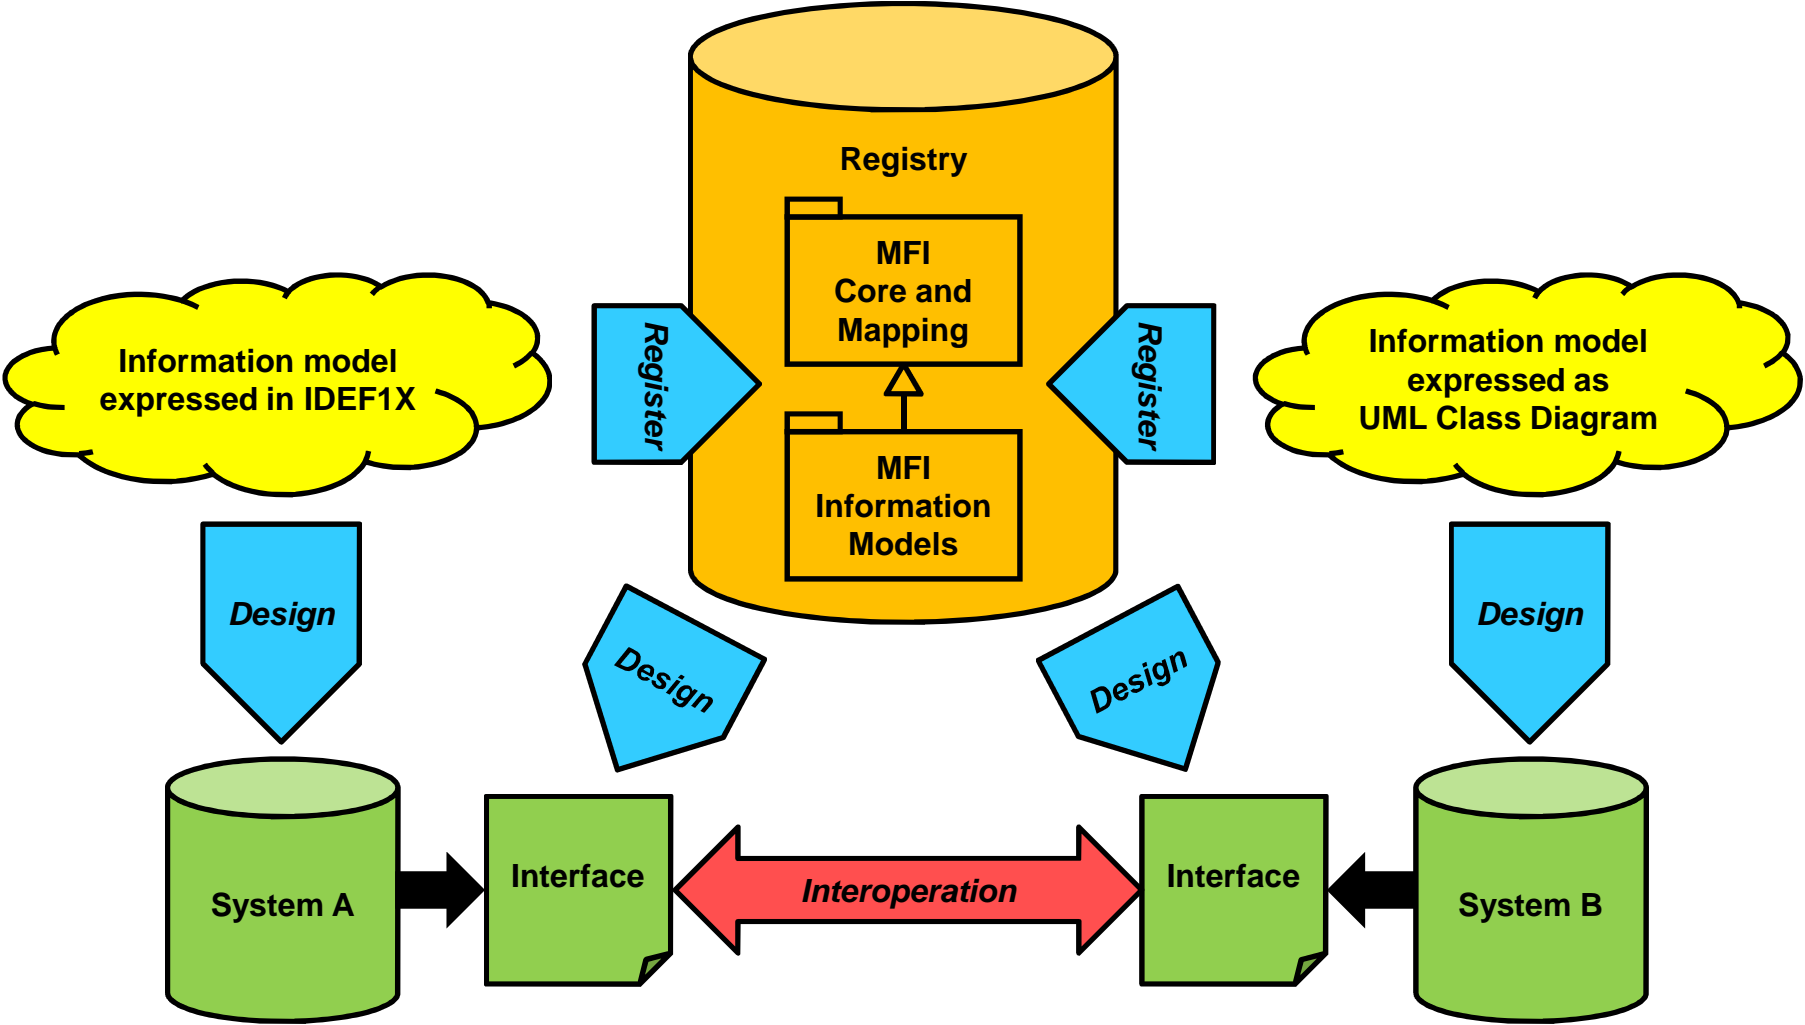 Registry
MFI
Core and
Mapping
MFI
Information
Models
Register
Register
Information model
expressed in IDEF1X
Information model
expressed as
UML Class Diagram
Design
Design
Design
Design
System A
Interface
Interoperation
Interface
System B